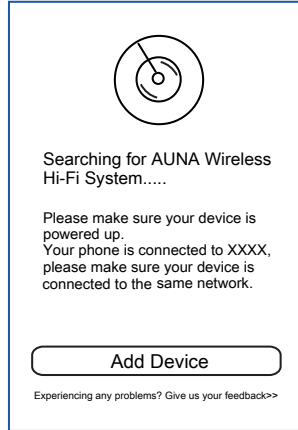 Searching for AUNA Wireless
Hi-Fi System.....
Please make sure your device is
powered up.
Your phone is connected to XXXX,
please make sure your device is
connected to the same network.
Add Device
Experiencing any problems? Give us your feedback>>